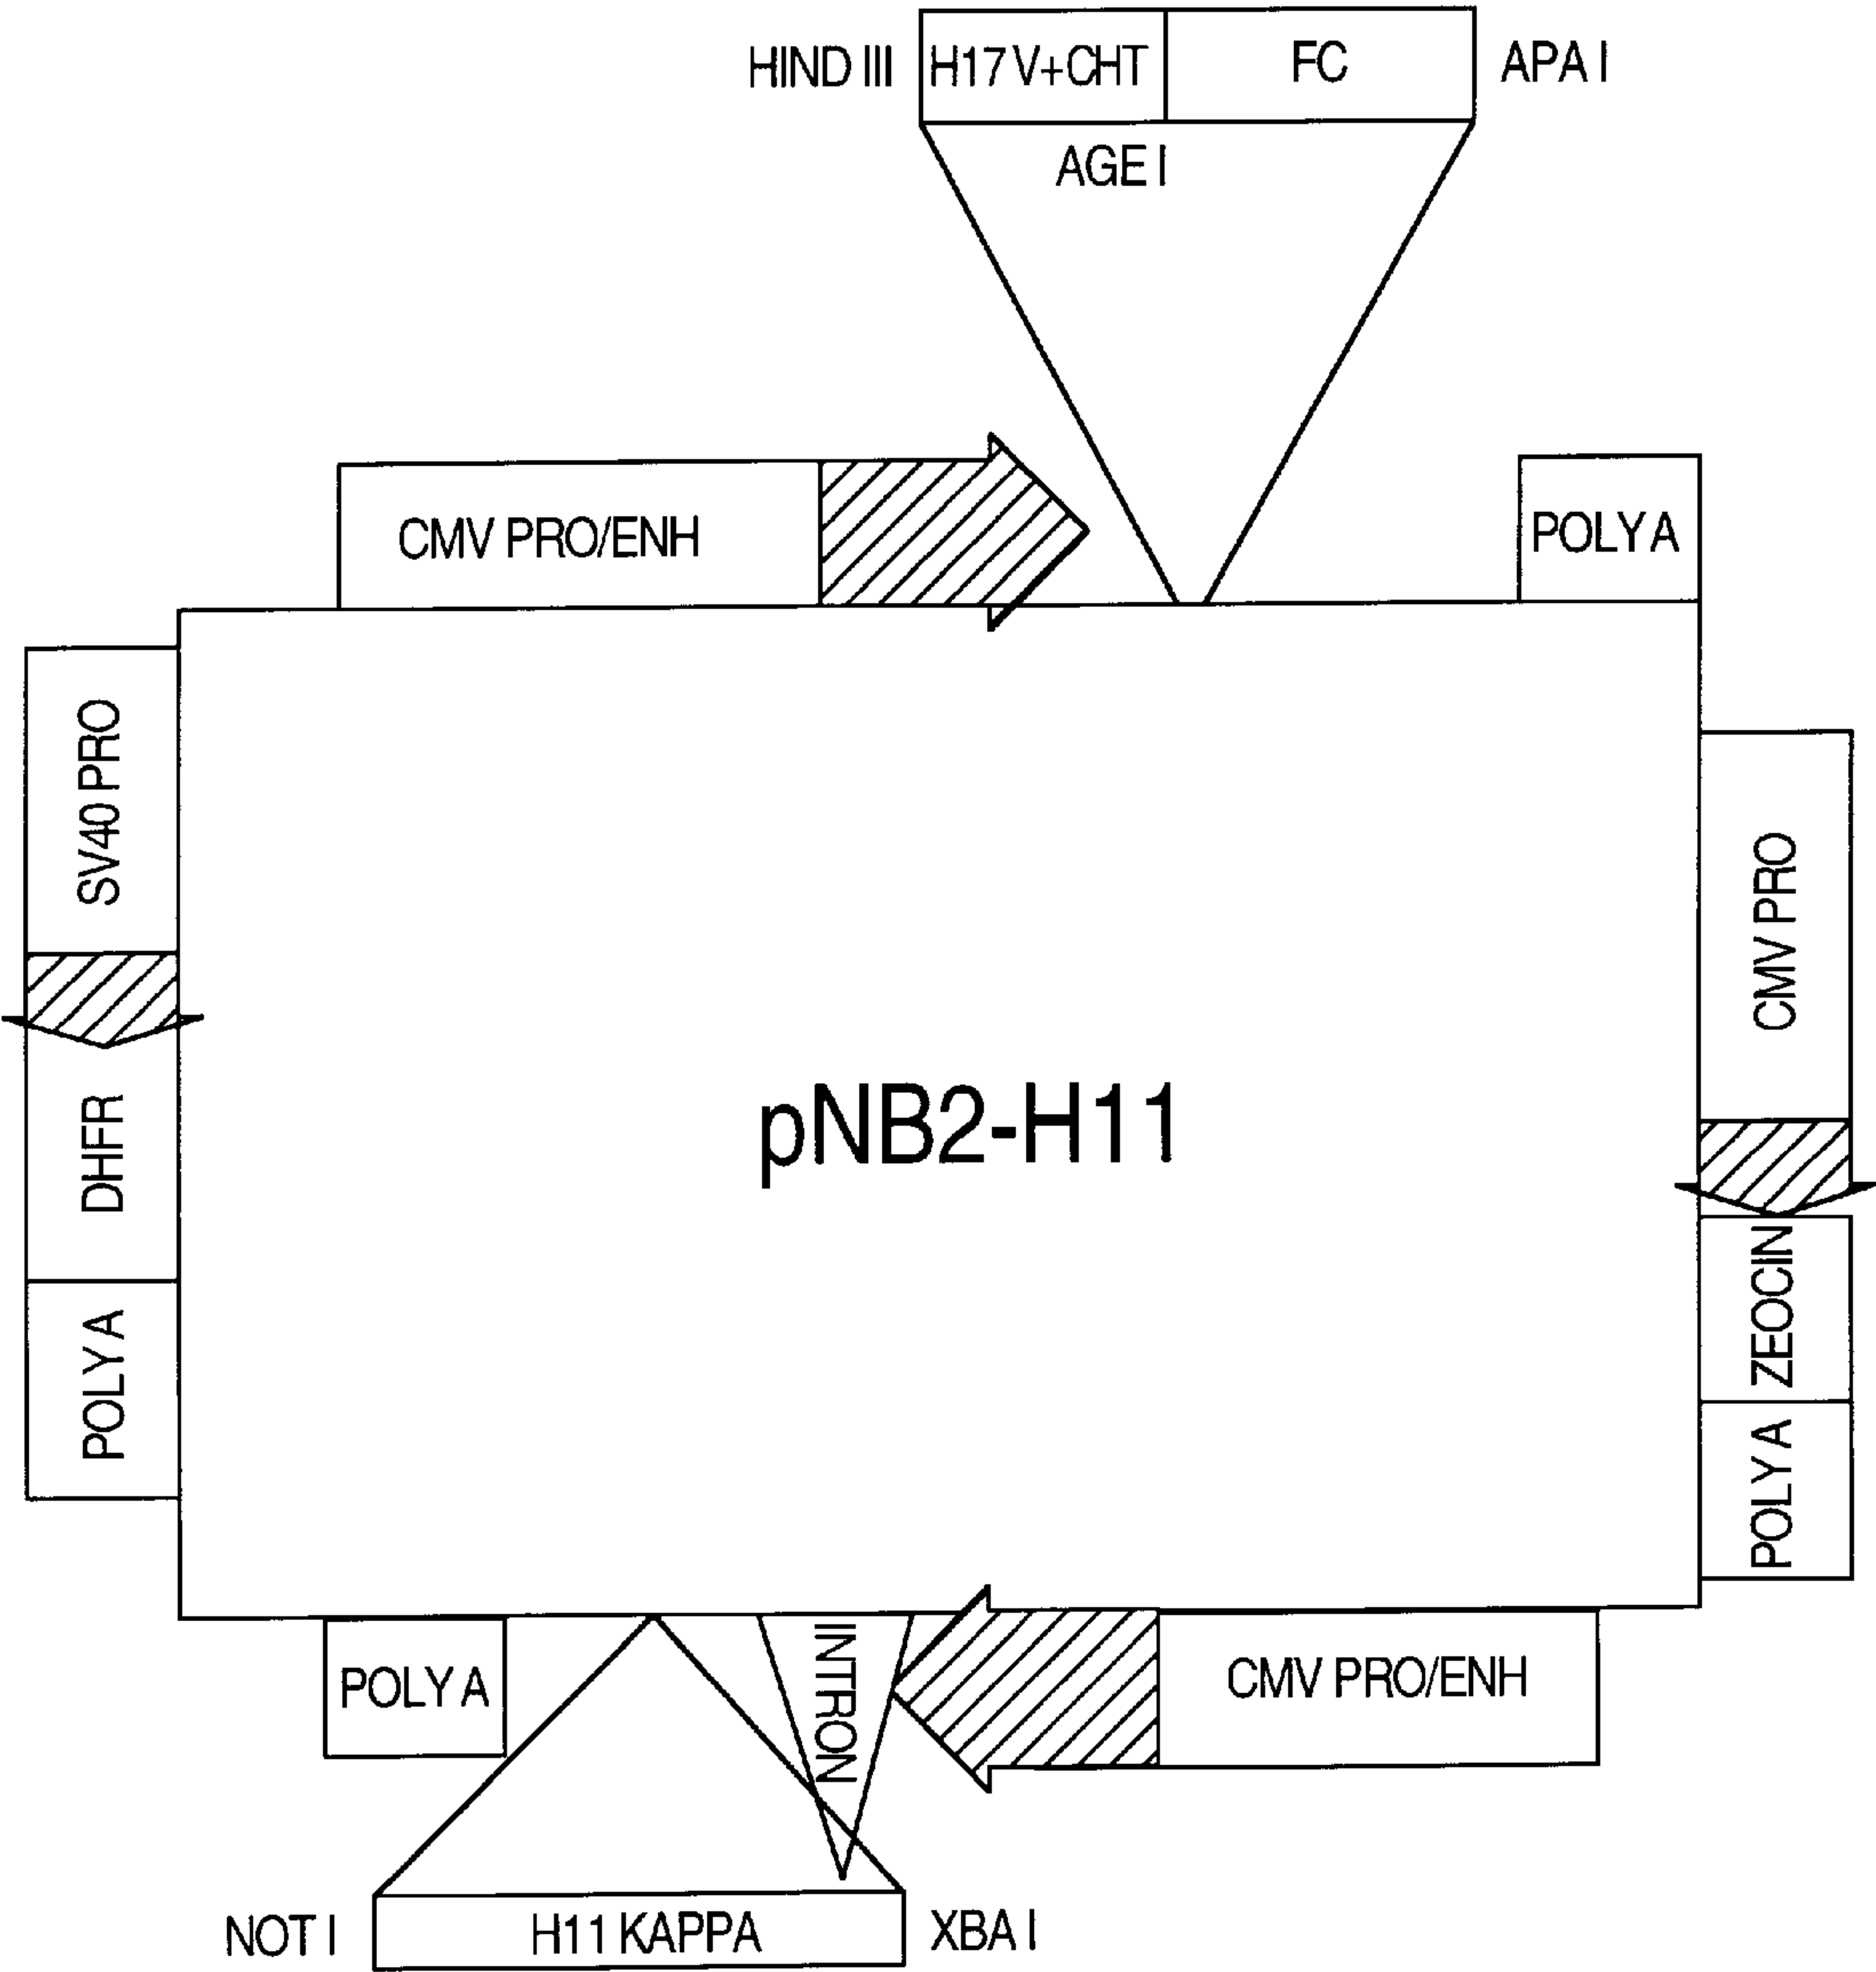 HIND III H17 V+CHT FC APA I
AGE I
CMV PRO/ENH
POLY A
SV40 PRO
CMV PRO
DHFR
pNB2-H11
ZEOCIN
POLY A
POLY A
POLY A
INTRON
CMV PRO/ENH
NOT I H11 KAPPA XBA I